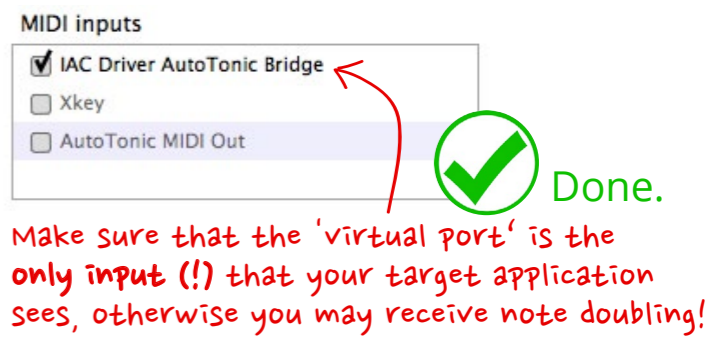 MIDI inputs
IAC Driver AutoTonic Bridge
Xkey
AutoTonic MIDI Out
Done.
Make sure that the 'virtual port‘ is the
only input (!) that your target application
sees, otherwise you may receive note doubling!